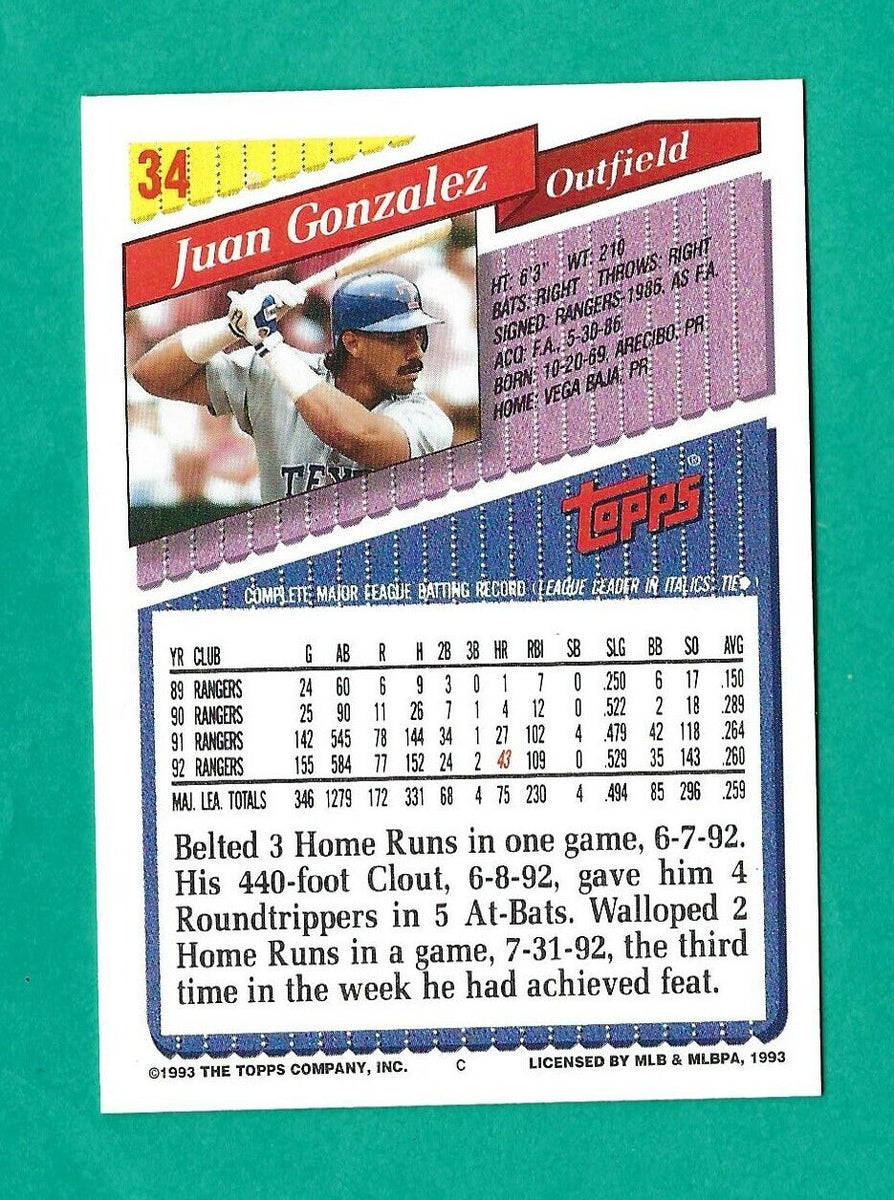 34
Juan Gonzalez
Outfield
HT: 6'3" WT: 210
BATS: RIGHT THROWS: RIGHT
SIGNED: RANGERS-1986, AS F.A.
ACQ: F.A., 5-30-86
BORN: 10-20-69, ARECIBO, PR
HOME: VEGA BAJA, PR
TEX
topps®
COMPLETE MAJOR LEAGUE BATTING RECORD (LEAGUE LEADER IN ITALICS, TIE◆)
YR CLUB G AB R H 2B 3B HR RBI SB SLG BB SO AVG
89 RANGERS 24 60 6 9 3 0 1 7 0 .250 6 17 .150
90 RANGERS 25 90 11 26 7 1 4 12 0 .522 2 18 .289
91 RANGERS 142 545 78 144 34 1 27 102 4 .479 42 118 .264
92 RANGERS 155 584 77 152 24 2 43 109 0 .529 35 143 .260
MAJ. LEA. TOTALS 346 1279 172 331 68 4 75 230 4 .494 85 296 .259
Belted 3 Home Runs in one game, 6-7-92.
His 440-foot Clout, 6-8-92, gave him 4
Roundtrippers in 5 At-Bats. Walloped 2
Home Runs in a game, 7-31-92, the third
time in the week he had achieved feat.
©1993 THE TOPPS COMPANY, INC. C LICENSED BY MLB & MLBPA, 1993